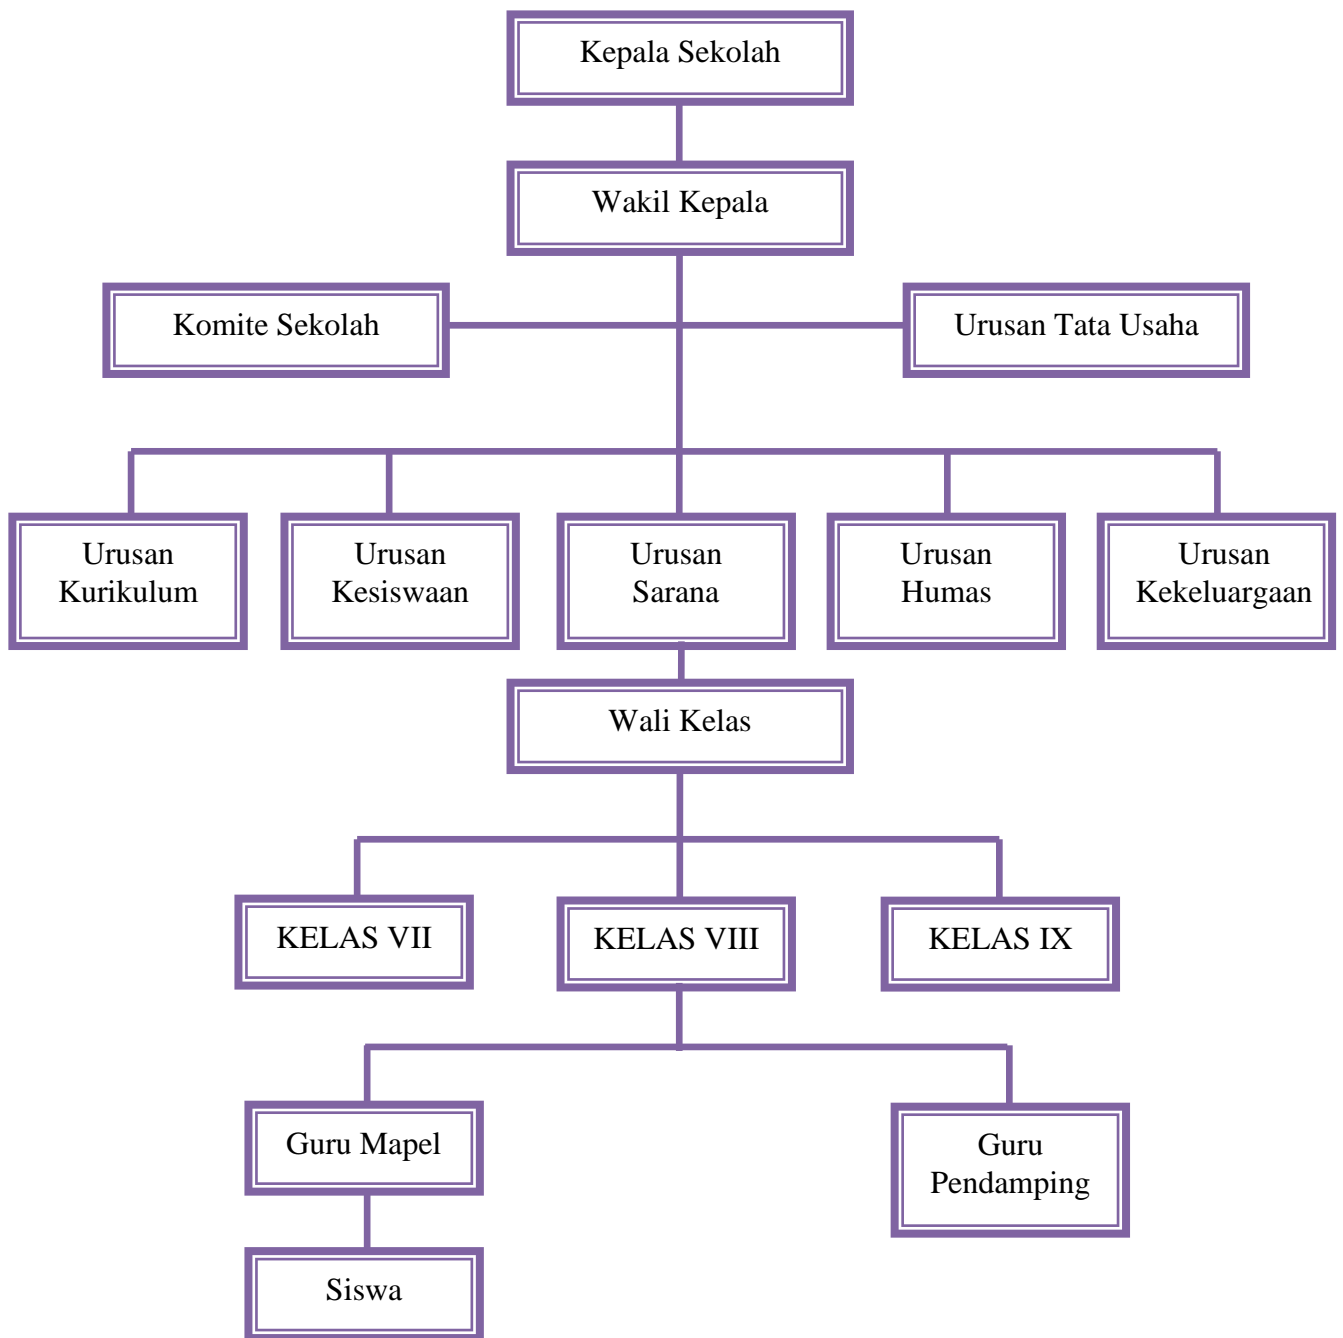 Kepala Sekolah
Wakil Kepala
Komite Sekolah
Urusan Tata Usaha
Urusan
Kurikulum
Urusan
Kesiswaan
Urusan
Sarana
Urusan
Humas
Urusan
Kekeluargaan
Wali Kelas
KELAS VII
KELAS VIII
KELAS IX
Guru Mapel
Guru
Pendamping
Siswa